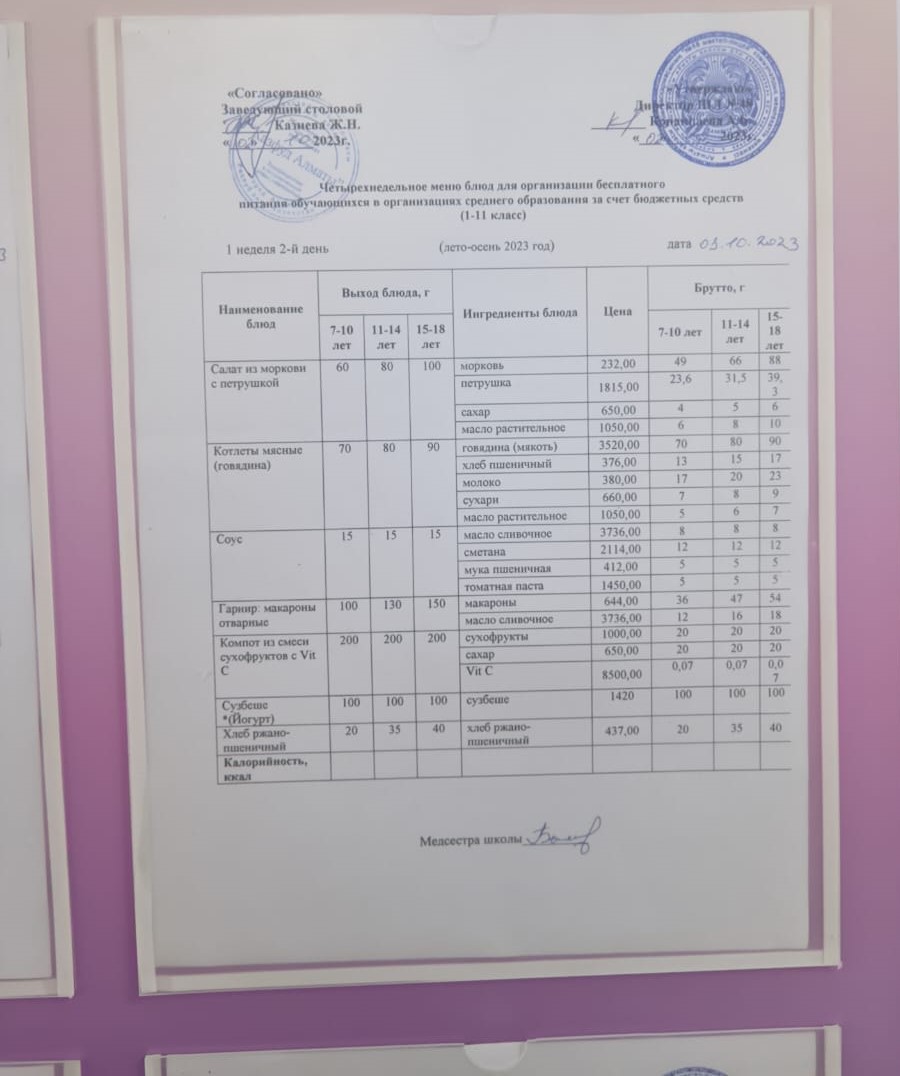 «Согласовано»
Заведующий столовой
Казиева Ж.Н.
« 02 » 10 2023г.
«Утверждаю»
Директор
« 02 2023г.
Четырехнедельное меню блюд для организации бесплатного
питания обучающихся в организациях среднего образования за счет бюджетных средств
(1-11 класс)
1 неделя 2-й день (лето-осень 2023 год) дата 03.10.2023
Наименование блюд Выход блюда, г Ингредиенты блюда Цена Брутто, г
7-10 лет 11-14 лет 15-18 лет 7-10 лет 11-14 лет 15-18 лет
Салат из моркови 60 80 100 морковь 232,00 49 66 88
с петрушкой петрушка 1815,00 23,6 31,5 39,3
сахар 650,00 4 5 6
масло растительное 1050,00 6 8 10
Котлеты мясные 70 80 90 говядина (мякоть) 3520,00 70 80 90
(говядина) хлеб пшеничный 376,00 13 15 17
молоко 380,00 17 20 23
сухари 660,00 7 8 9
масло растительное 1050,00 5 6 7
Соус 15 15 15 масло сливочное 3736,00 8 8 8
сметана 2114,00 12 12 12
мука пшеничная 412,00 5 5 5
томатная паста 1450,00 5 5 5
Гарнир: макароны 100 130 150 макароны 644,00 36 47 54
отварные масло сливочное 3736,00 12 16 18
Компот из смеси 200 200 200 сухофрукты 1000,00 20 20 20
сухофруктов с Vit сахар 650,00 20 20 20
С Vit C 8500,00 0,07 0,07 0,07
Сузбеше 100 100 100 сузбеше 1420 100 100 100
*(Йогурт)
Хлеб ржано- 20 35 40 хлеб ржано- 437,00 20 35 40
пшеничный пшеничный
Калорийность,
ккал
Медсестра школы